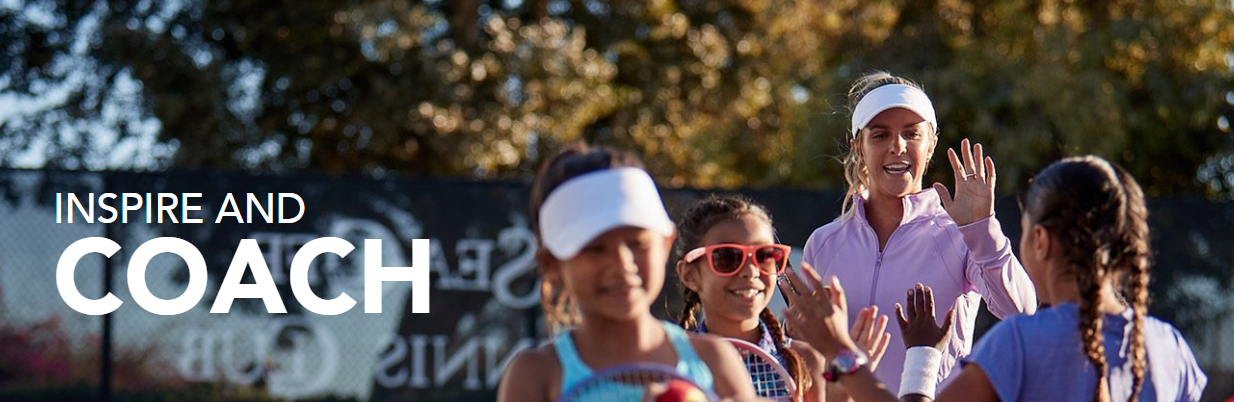 INSPIRE AND
COACH